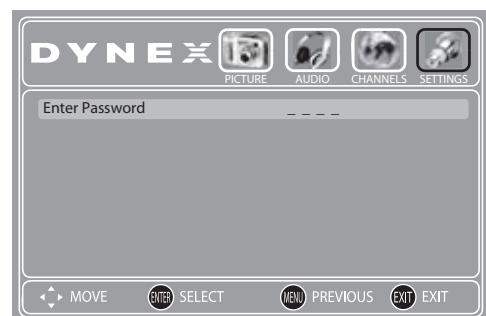 DYNEX
PICTURE AUDIO CHANNELS SETTINGS
Enter Password _ _ _ _
MOVE ENTER SELECT MENU PREVIOUS EXIT EXIT